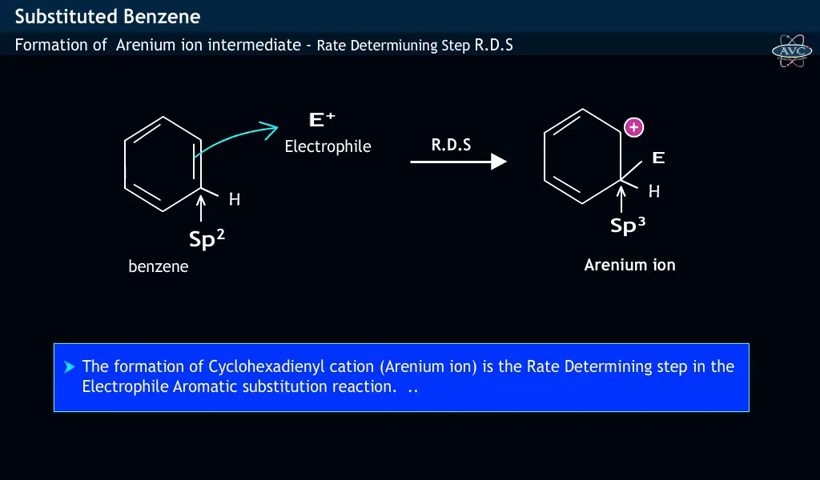 Substituted Benzene
Formation of Arenium ion intermediate - Rate Determiuning Step R.D.S
AVC
E⁺
Electrophile
R.D.S
+
E
H
H
Sp²
Sp³
benzene
Arenium ion
The formation of Cyclohexadienyl cation (Arenium ion) is the Rate Determining step in the
Electrophile Aromatic substitution reaction. ..